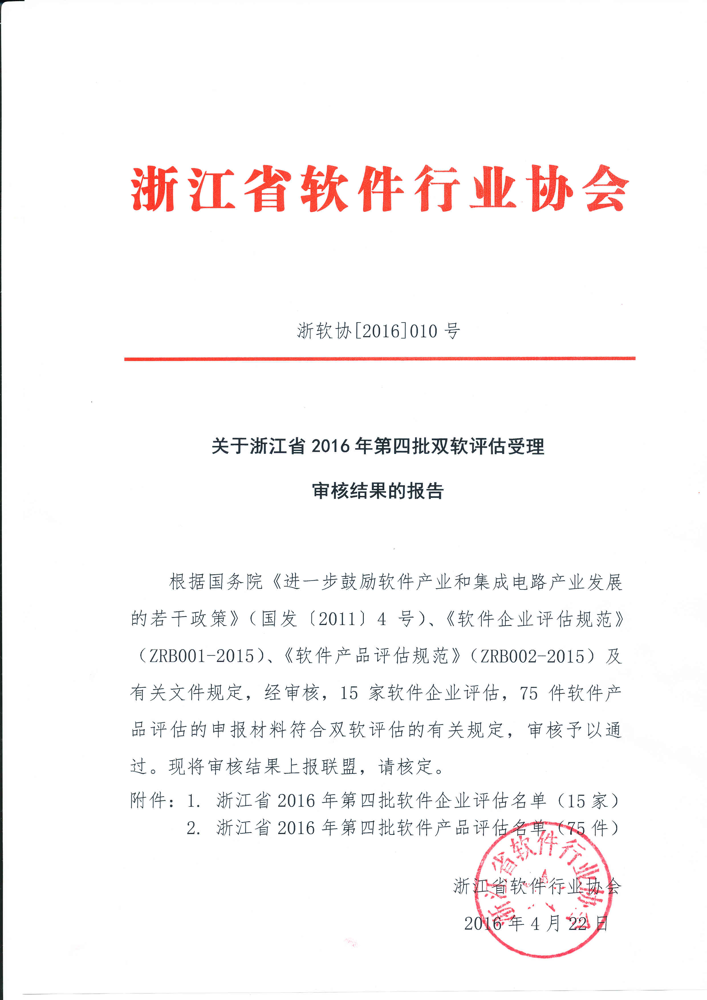 浙江省软件行业协会
浙软协[2016]010 号
关于浙江省 2016 年第四批双软评估受理
审核结果的报告
根据国务院《进一步鼓励软件产业和集成电路产业发展
的若干政策》（国发〔2011〕4 号）、《软件企业评估规范》
（ZRB001-2015）、《软件产品评估规范》（ZRB002-2015）及
有关文件规定，经审核，15 家软件企业评估，75 件软件产
品评估的申报材料符合双软评估的有关规定，审核予以通
过。现将审核结果上报联盟，请核定。
附件：1. 浙江省 2016 年第四批软件企业评估名单（15 家）
2. 浙江省 2016 年第四批软件产品评估名单（75 件）
浙江省软件行业协会
浙江省软件行业协会
2016 年 4 月 22 日